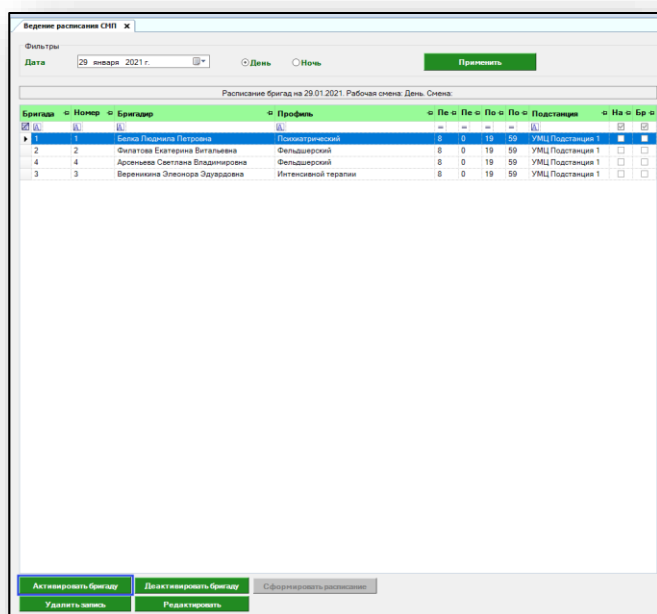 Ведение расписания СМП X
Фильтры
Дата 29 января 2021 г. День Ночь Применить
Расписание бригад на 29.01.2021. Рабочая смена: День. Смена:
Бригада Номер Бригадир Профиль Пе Пе По По Подстанция На Бр
1 1 Белка Людмила Петровна Психиатрический 8 0 19 59 УМЦ Подстанция 1
2 2 Филатова Екатерина Витальевна Фельдшерский 8 0 19 59 УМЦ Подстанция 1
4 4 Арсеньева Светлана Владимировна Фельдшерский 8 0 19 59 УМЦ Подстанция 1
3 3 Вереникина Элеонора Эдуардовна Интенсивной терапии 8 0 19 59 УМЦ Подстанция 1
Активировать бригаду Деактивировать бригаду Сформировать расписание
Удалить запись Редактировать